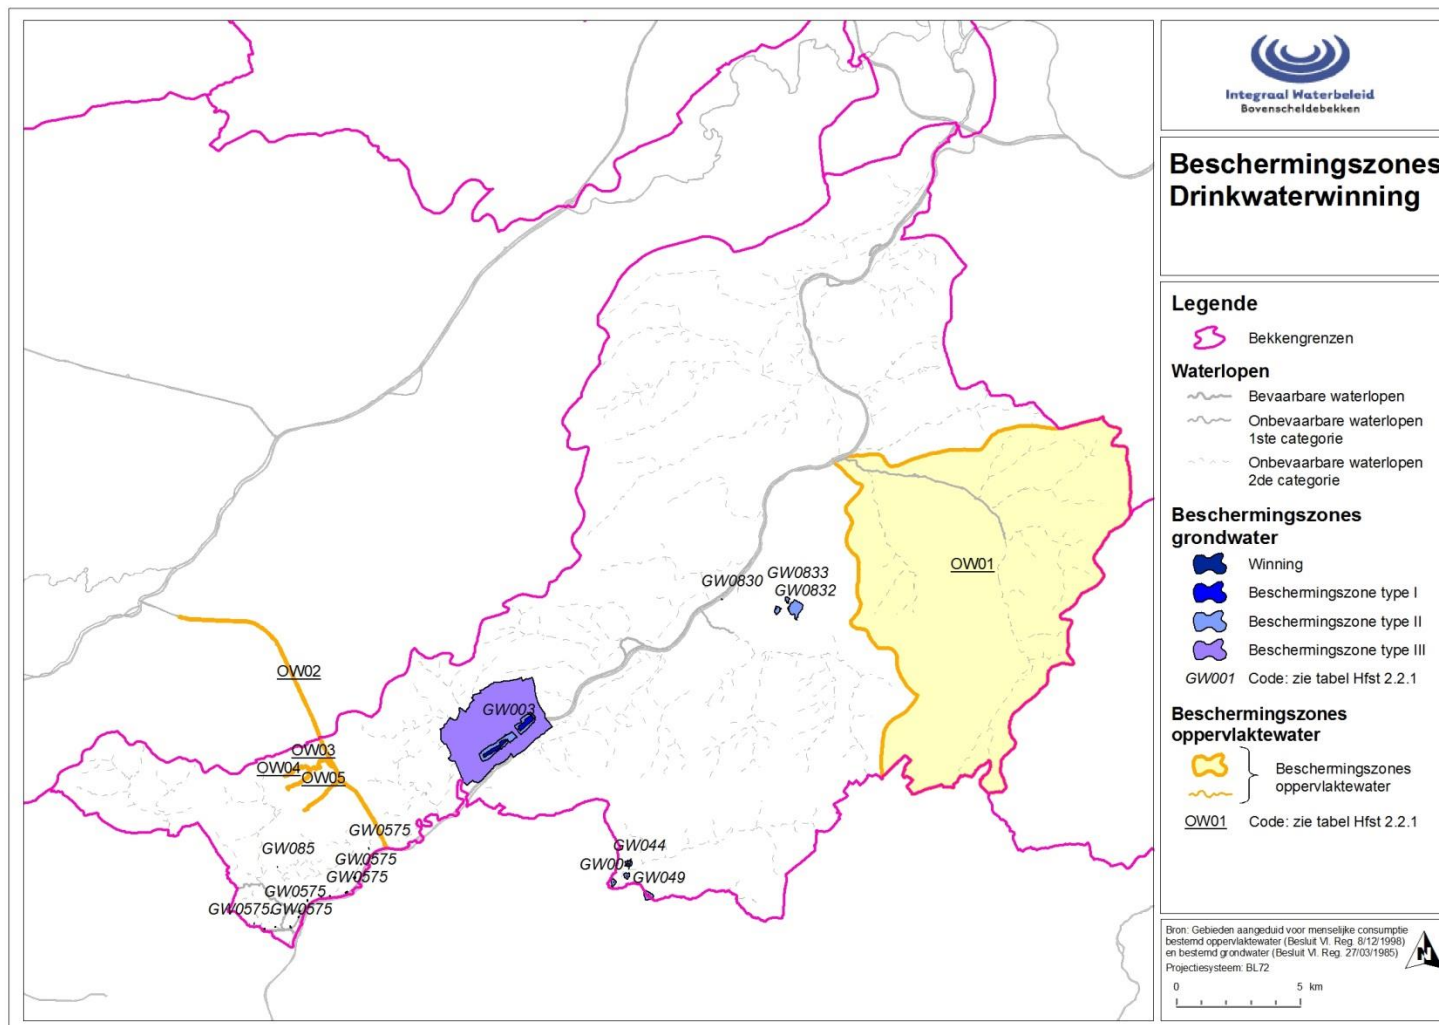 Integraal Waterbeleid
Bovenscheldebekken
Beschermingszones
Drinkwaterwinning
Legende
Bekkengrenzen
Waterlopen
Bevaarbare waterlopen
Onbevaarbare waterlopen
1ste categorie
Onbevaarbare waterlopen
2de categorie
Beschermingszones
grondwater
Winning
Beschermingszone type I
Beschermingszone type II
Beschermingszone type III
GW001 Code: zie tabel Hfst 2.2.1
Beschermingszones
oppervlaktewater
Beschermingszones
oppervlaktewater
OW01 Code: zie tabel Hfst 2.2.1
Bron: Gebieden aangeduid voor menselijke consumptie
bestemd oppervlaktewater (Besluit Vl. Reg. 8/12/1998)
en bestemd grondwater (Besluit Vl. Reg. 27/03/1985)
Projectiesysteem: BL72
N
0 5 km
OW01
GW0833
GW0830
GW0832
OW02
GW003
OW03
OW04
OW05
GW0575
GW085
GW0575
GW0575
GW0575
GW0575
GW0575
GW044
GW049